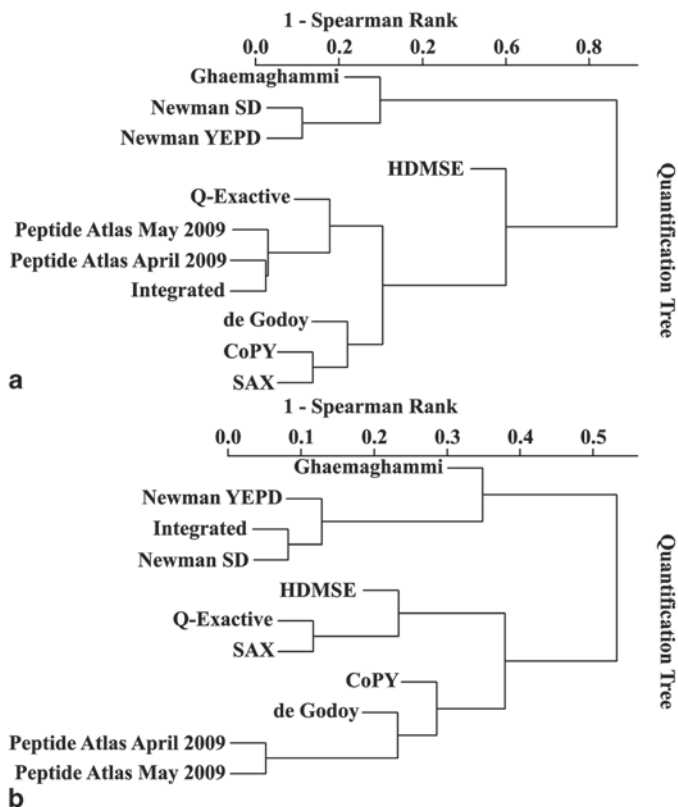 1 - Spearman Rank
0.0 0.2 0.2 0.6 0.8
Ghaemaghammi
Newman SD
Newman YEPD
HDMSE
Q-Exactive
Peptide Atlas May 2009
Peptide Atlas April 2009
Integrated
de Godoy
CoPY
SAX
Quantification Tree
a
1 - Spearman Rank
0.0 0.1 0.2 0.3 0.4 0.5
Ghaemaghammi
Newman YEPD
Integrated
Newman SD
HDMSE
Q-Exactive
SAX
CoPY
de Godoy
Peptide Atlas April 2009
Peptide Atlas May 2009
Quantification Tree
b